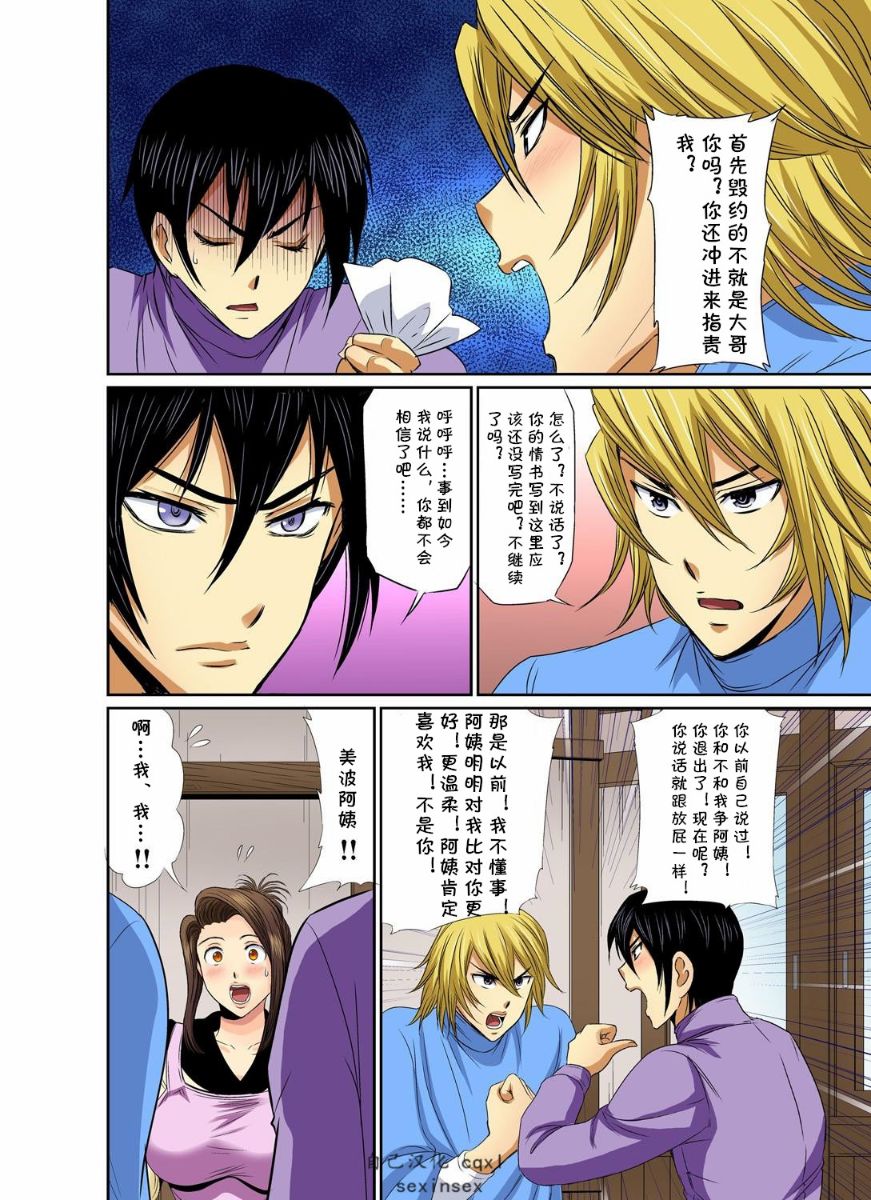 首先毁约的不就是大哥
你吗？你还冲进来指责
我？
怎么了？不说话了？
你的情书写到这里应
该还没写完吧？不继续
了吗？
呼呼呼…事到如今
我说什么，你都不会
相信了吧……
你以前自己说过！
你和不和我争阿姨！
你退出了！现在呢？
你说话就跟放屁一样！
那是以前！我不懂事！
阿姨明明对我比对你更
好！更温柔！阿姨肯定
喜欢我！不是你！
美波阿姨!!
啊…我、我…!!
自己汉化(cqx)
sexinsex